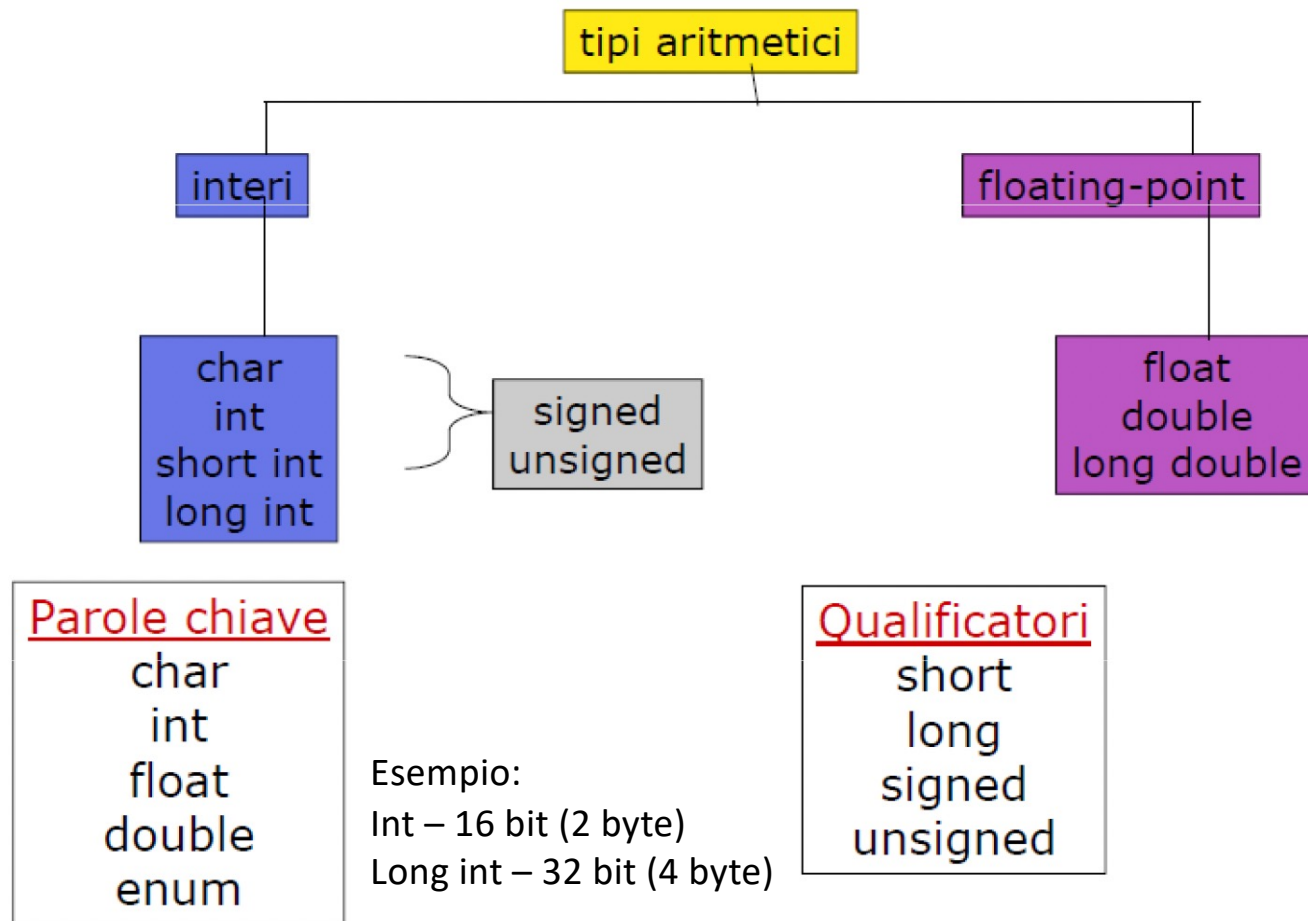 tipi aritmetici
interi
floating-point
char
int
short int
long int
signed
unsigned
float
double
long double
Parole chiave
char
int
float
double
enum
Esempio:
Int – 16 bit (2 byte)
Long int – 32 bit (4 byte)
Qualificatori
short
long
signed
unsigned